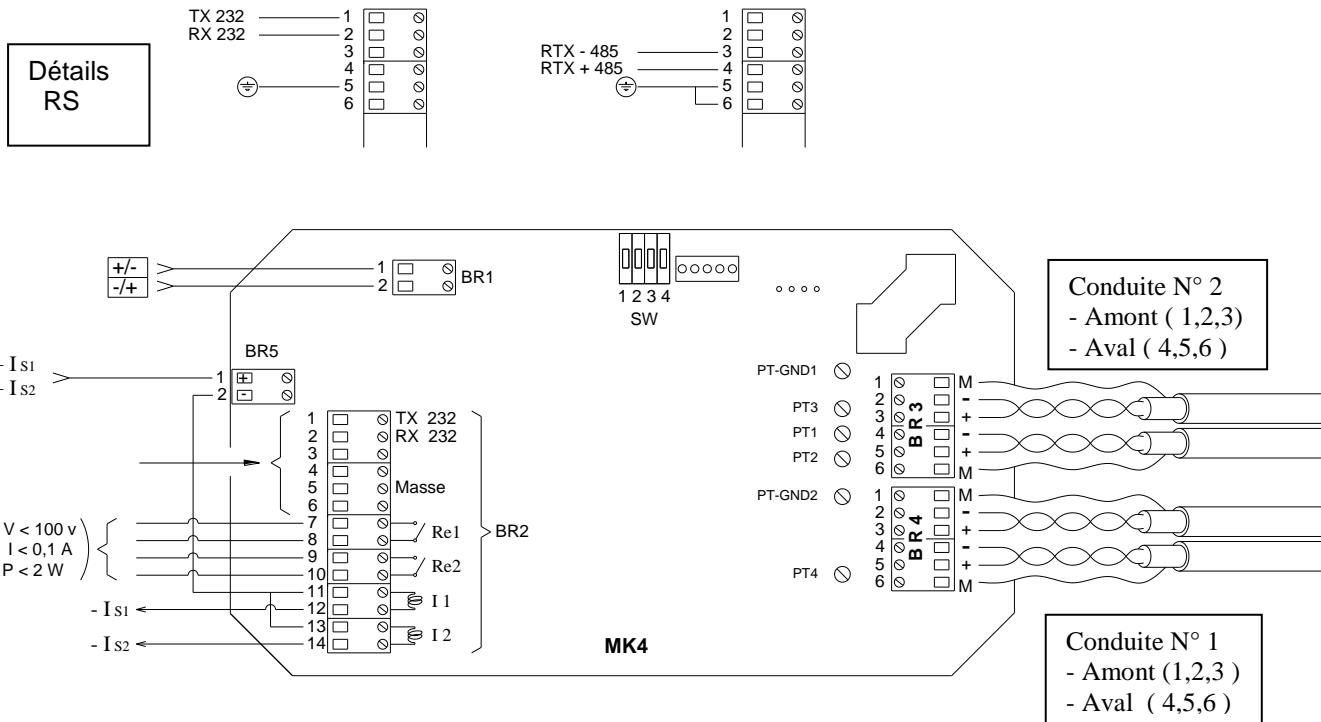 TX 232
RX 232
1
2
3
4
5
6
Détails
RS
RTX - 485
RTX + 485
1
2
3
4
5
6
+/-
-/+
1
2
BR1
1 2 3 4
SW
Conduite N° 2
- Amont ( 1,2,3)
- Aval ( 4,5,6 )
- I S1
- I S2
BR5
1 +
2 -
PT-GND1
PT3
PT1
PT2
PT-GND2
PT4
1 M
2 -
3 +
4 -
5 +
6 M
BR3
1 M
2 -
3 +
4 -
5 +
6 M
BR4
1 TX 232
2 RX 232
3
4
5 Masse
6
7
8 Re1
9
10 Re2
11
12 I 1
13
14 I 2
BR2
V < 100 v
I < 0,1 A
P < 2 W
- I S1
- I S2
MK4
Conduite N° 1
- Amont (1,2,3 )
- Aval ( 4,5,6 )